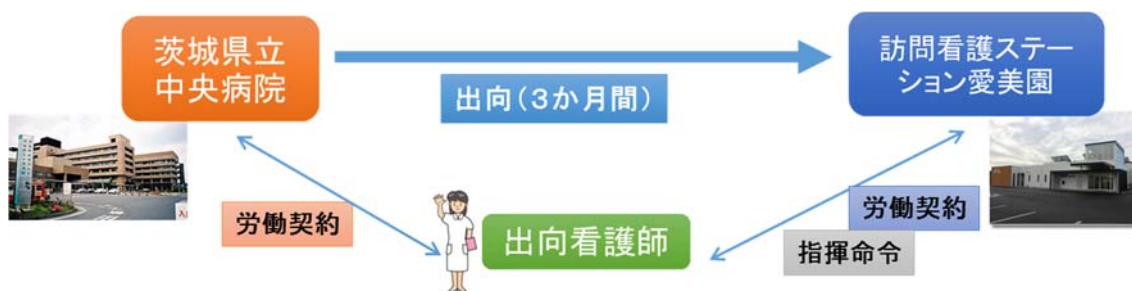 茨城県立
中央病院
出向（３か月間）
訪問看護ステー
ション愛美園
労働契約
出向看護師
労働契約
指揮命令